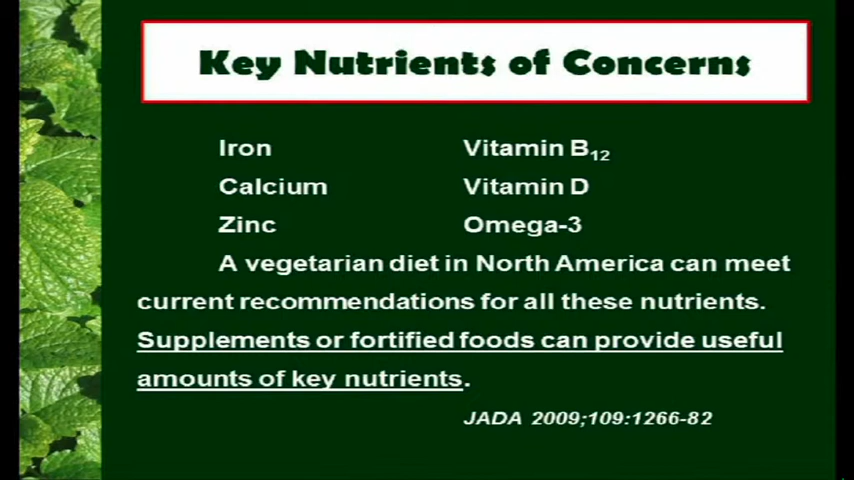 Key Nutrients of Concerns
Iron Vitamin B12
Calcium Vitamin D
Zinc Omega-3
A vegetarian diet in North America can meet
current recommendations for all these nutrients.
Supplements or fortified foods can provide useful
amounts of key nutrients.
JADA 2009;109:1266-82